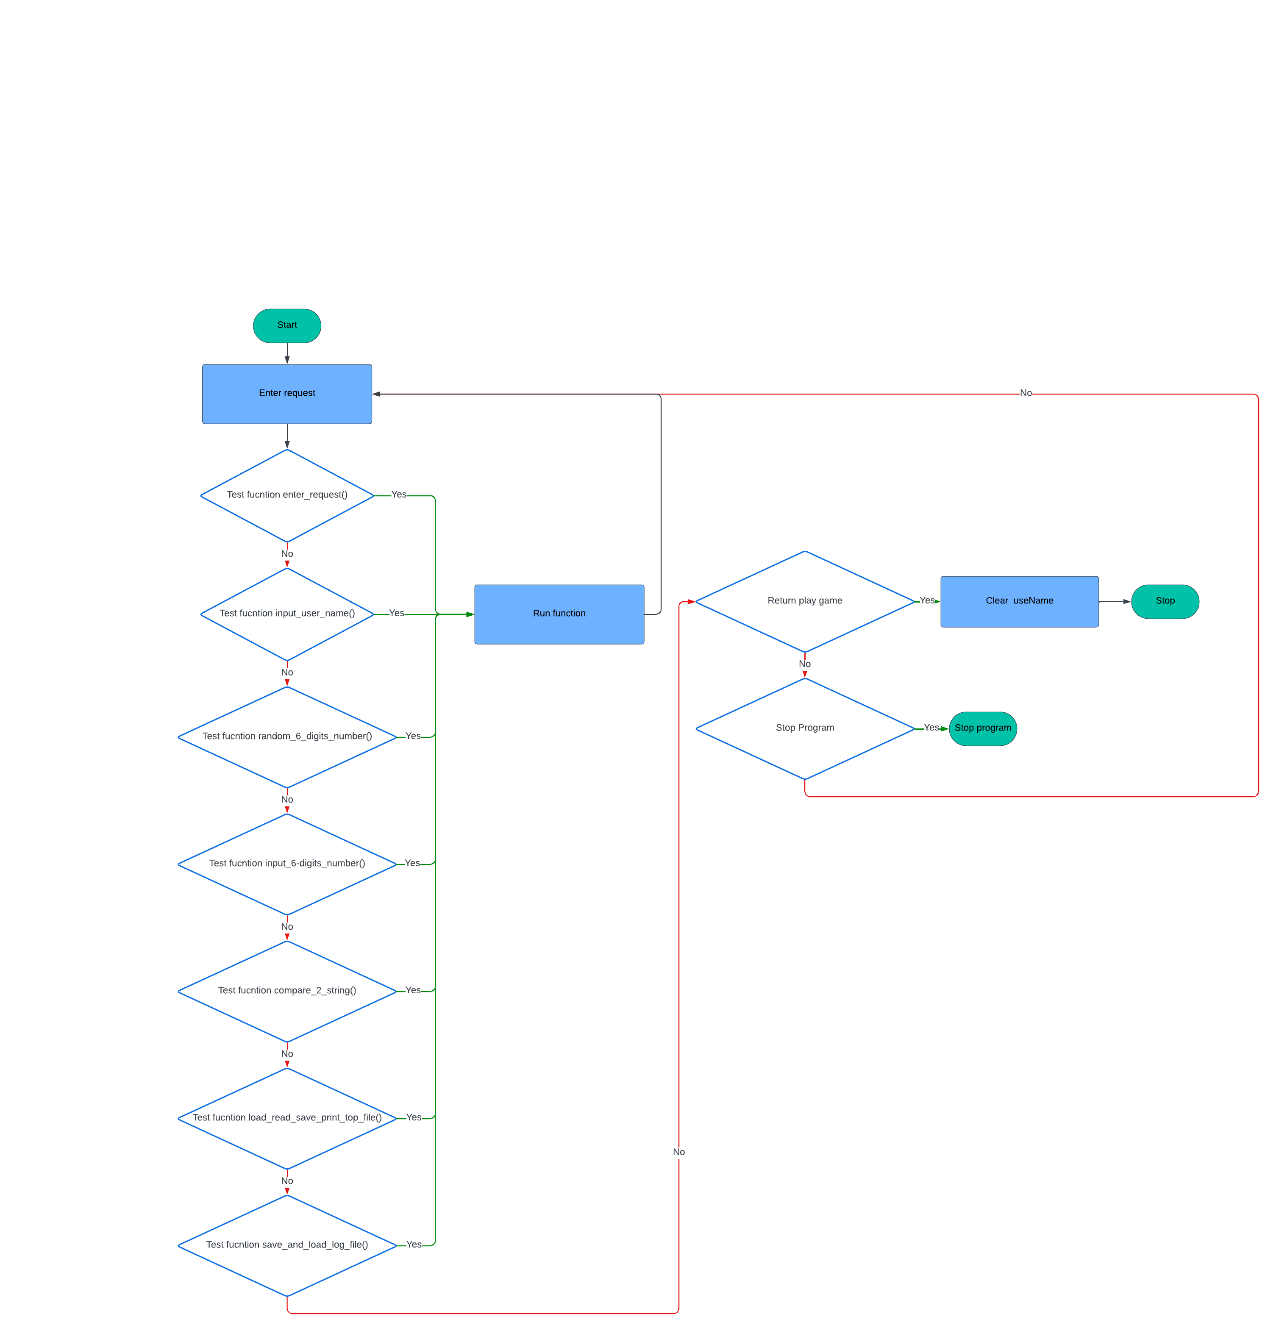 Start
Enter request
No
Test fucntion enter_request()
Yes
No
Test fucntion input_user_name()
Yes
Run function
Return play game
Yes
Clear  useName
Stop
No
No
Test fucntion random_6_digits_number()
Yes
Stop Program
Yes
Stop program
No
Test fucntion input_6-digits_number()
Yes
No
Test fucntion compare_2_string()
Yes
No
Test fucntion load_read_save_print_top_file()
Yes
No
No
Test fucntion save_and_load_log_file()
Yes